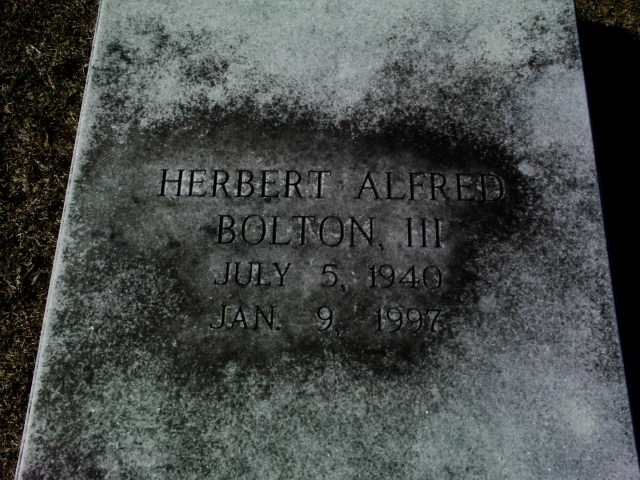 HERBERT ALFRED
BOLTON, III
JULY 5, 1940
JAN. 9, 1997